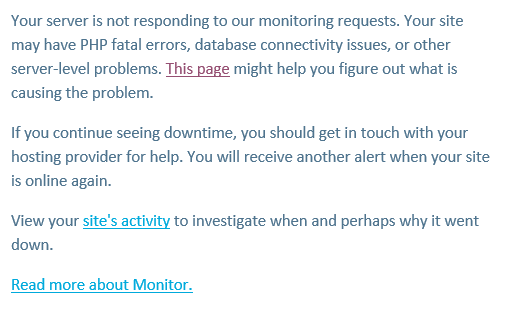 Your server is not responding to our monitoring requests. Your site
may have PHP fatal errors, database connectivity issues, or other
server-level problems. This page might help you figure out what is
causing the problem.
If you continue seeing downtime, you should get in touch with your
hosting provider for help. You will receive another alert when your site
is online again.
View your site's activity to investigate when and perhaps why it went
down.
Read more about Monitor.